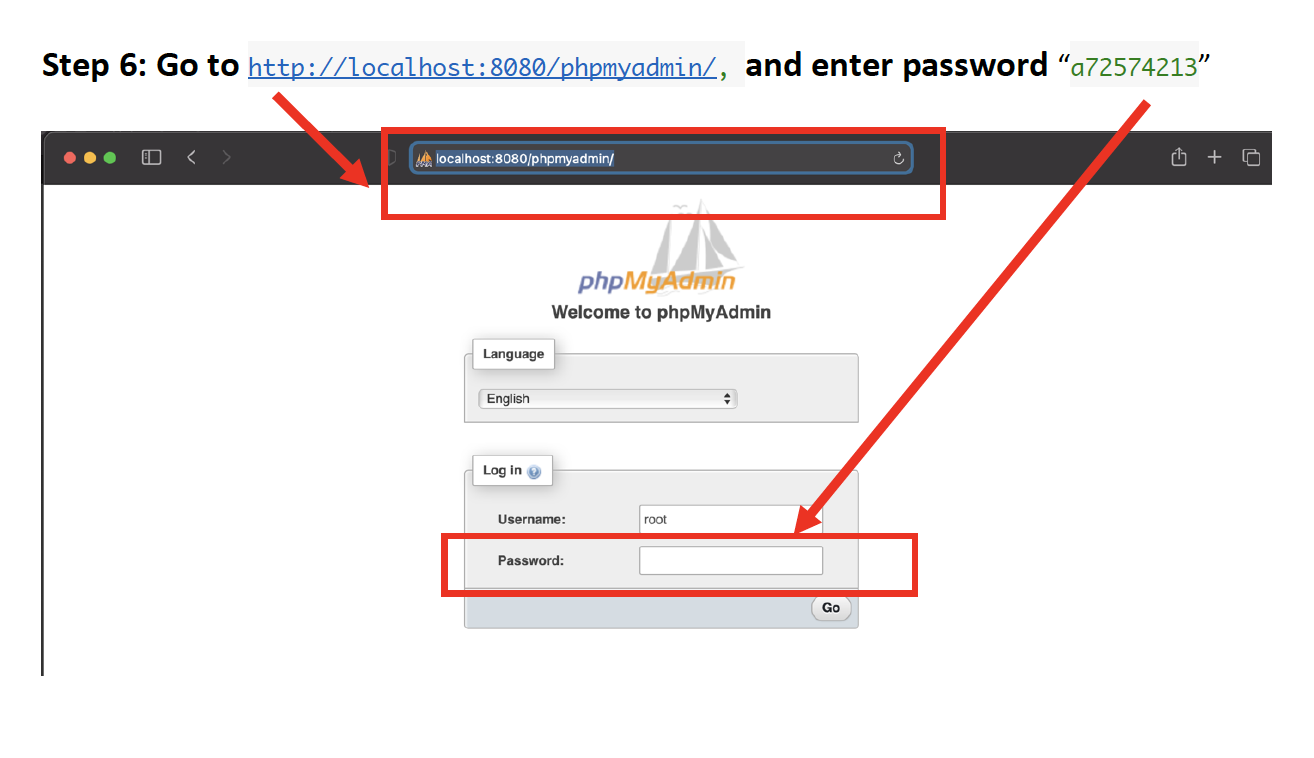 Step 6: Go to http://localhost:8080/phpmyadmin/, and enter password “a72574213”
localhost:8080/phpmyadmin/
phpMyAdmin
Welcome to phpMyAdmin
Language
English
Log in
Username: root
Password:
Go